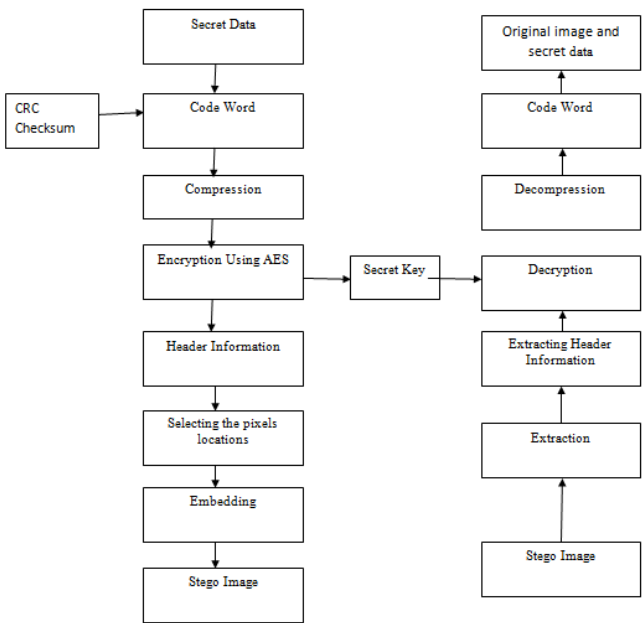 Secret Data
CRC
Checksum
Code Word
Compression
Encryption Using AES
Secret Key
Header Information
Selecting the pixels
locations
Embedding
Stego Image
Original image and
secret data
Code Word
Decompression
Decryption
Extracting Header
Information
Extraction
Stego Image